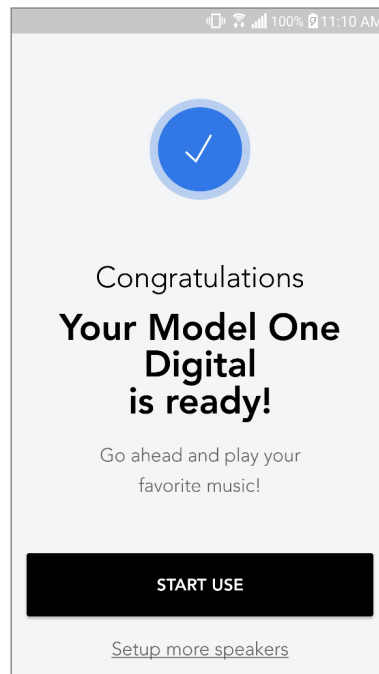 100% 11:10 AM
Congratulations
Your Model One
Digital
is ready!
Go ahead and play your
favorite music!
START USE
Setup more speakers